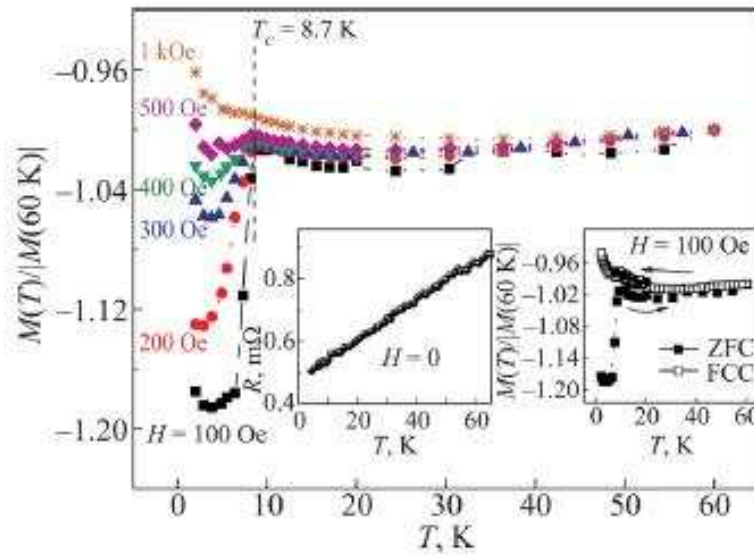 T_c = 8.7 K
1 kOe
500 Oe
400 Oe
300 Oe
200 Oe
H = 100 Oe
M(T)/|M(60 K)|
−0.96
−1.04
−1.12
−1.20
0 10 20 30 40 50 60
T, K
R, mΩ
0.8
0.6
0.4
H = 0
0 20 40 60
T, K
M(T)/|M(60 K)|
−0.96
−1.02
−1.08
−1.14
−1.20
H = 100 Oe
ZFC
FCC
0 20 40 60
T, K